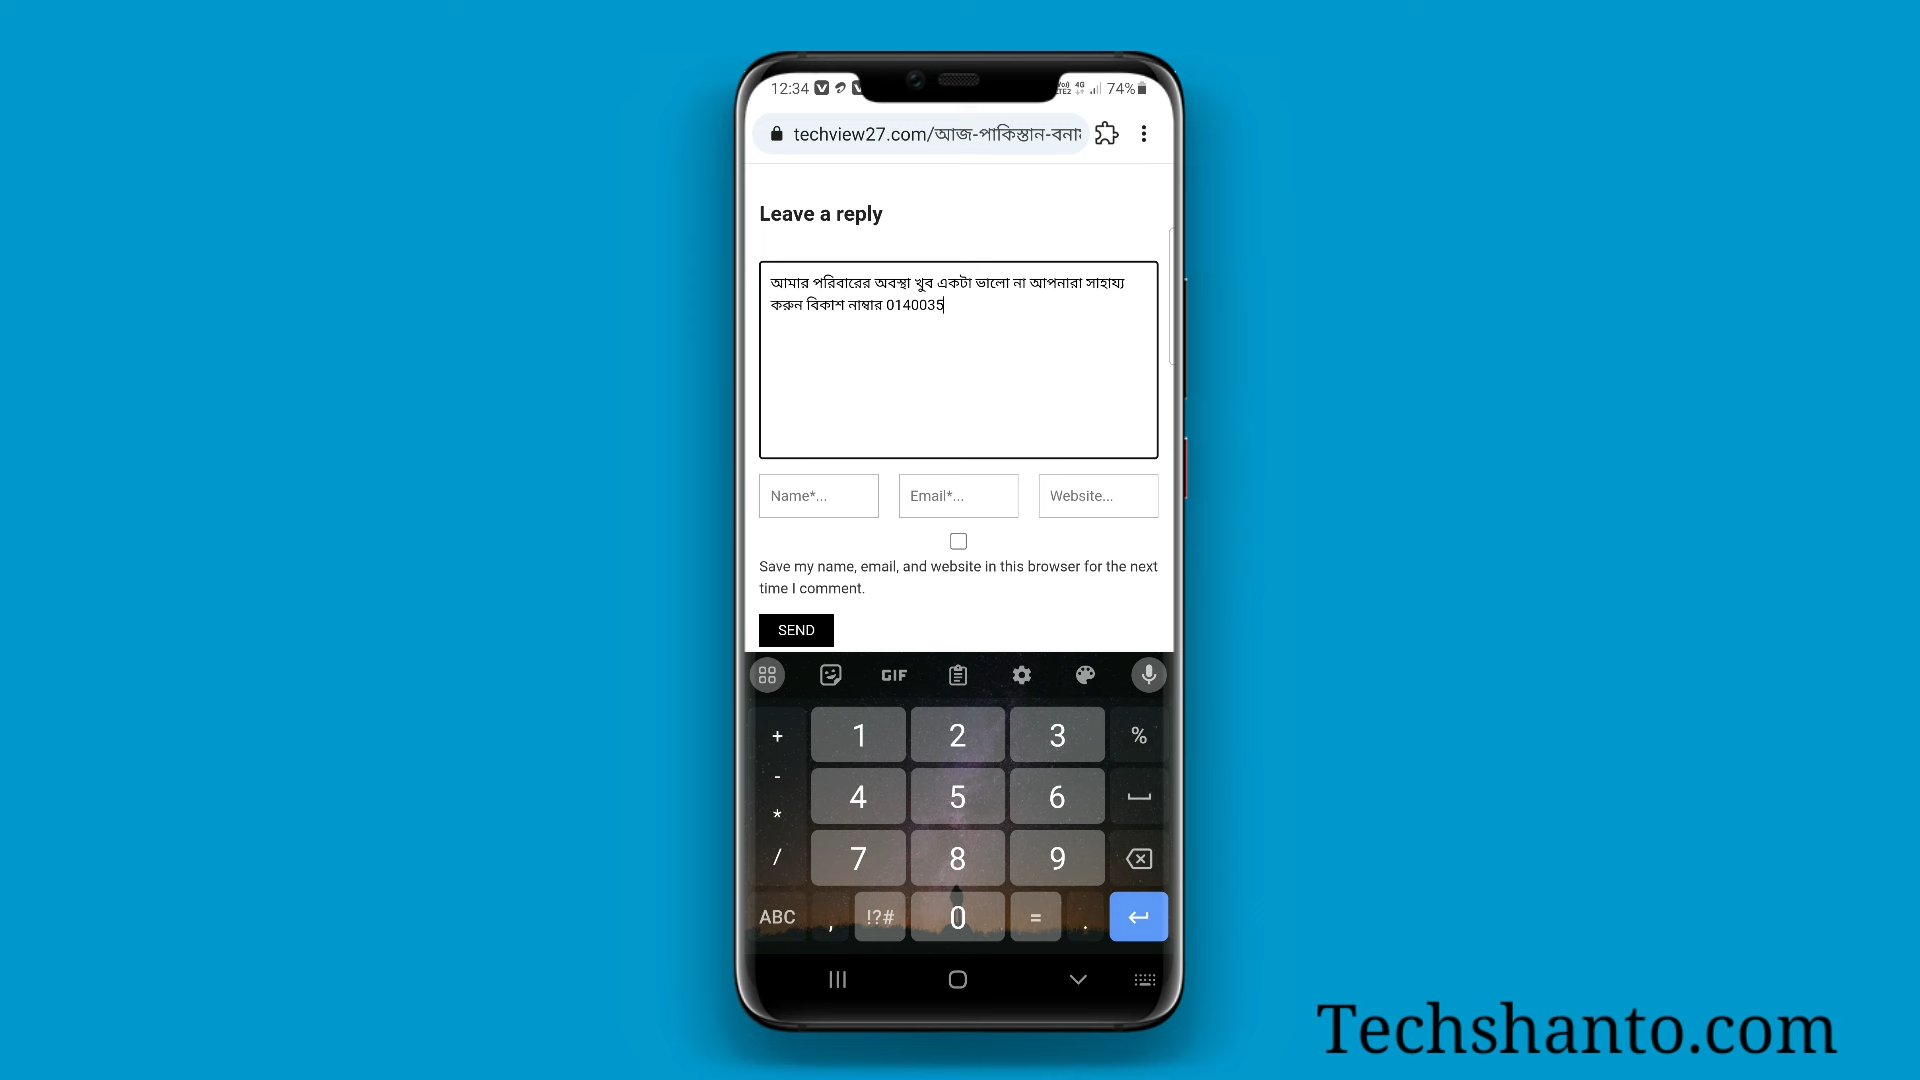 12:34
VoLTE2 4G 74%
techview27.com/আজ-পাকিস্তান-বনাম
Leave a reply
আমার পরিবারের অবস্থা খুব একটা ভালো না আপনারা সাহায্য
করুন বিকাশ নাম্বার 0140035
Name*... Email*... Website...
Save my name, email, and website in this browser for the next
time I comment.
SEND
GIF
+ 1 2 3 %
-
4 5 6
*
/ 7 8 9
ABC , !?# 0 = .
Techshanto.com